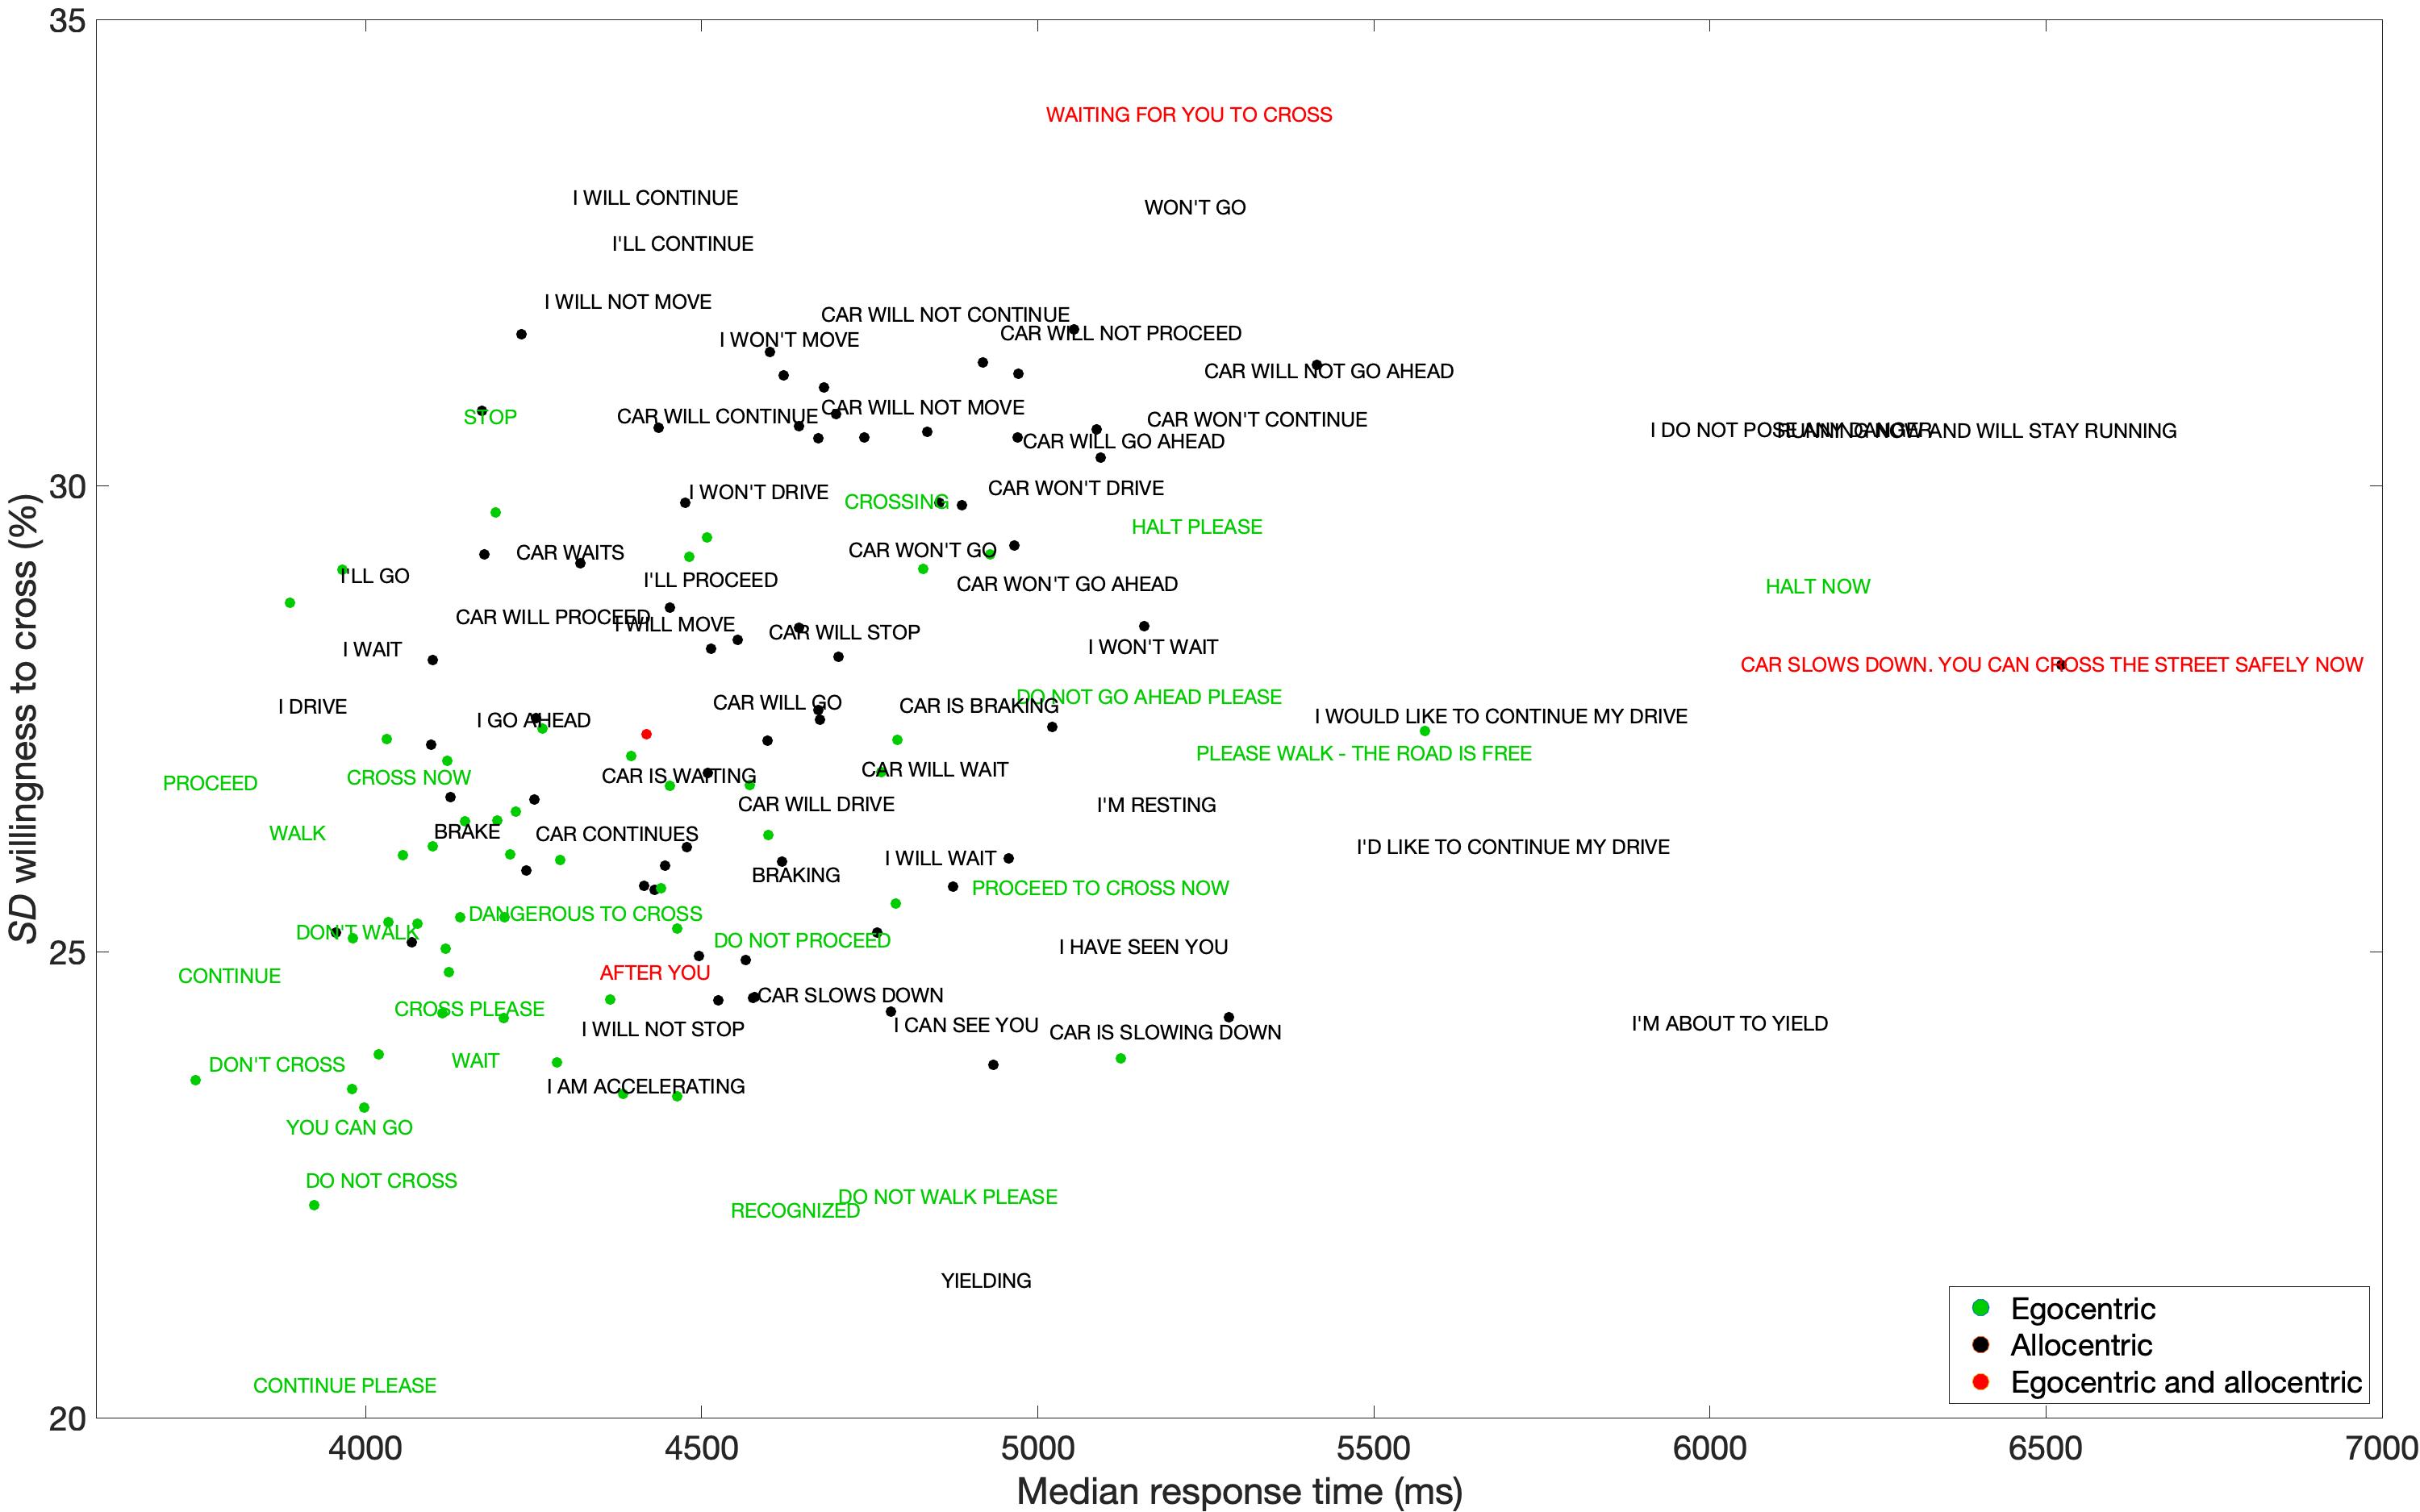 35
WAITING FOR YOU TO CROSS
I WILL CONTINUE
WON'T GO
I'LL CONTINUE
I WILL NOT MOVE
CAR WILL NOT CONTINUE
CAR WILL NOT PROCEED
I WON'T MOVE
CAR WILL NOT GO AHEAD
CAR WILL NOT MOVE
STOP
CAR WILL CONTINUE
CAR WON'T CONTINUE
I DO NOT POSE ANY DANGER
RUNNING NOW AND WILL STAY RUNNING
CAR WILL GO AHEAD
30
CAR WON'T DRIVE
I WON'T DRIVE
CROSSING
HALT PLEASE
CAR WON'T GO
CAR WAITS
I'LL GO
I'LL PROCEED
CAR WON'T GO AHEAD
HALT NOW
CAR WILL PROCEED
I WILL MOVE
CAR WILL STOP
I WON'T WAIT
I WAIT
CAR SLOWS DOWN. YOU CAN CROSS THE STREET SAFELY NOW
DO NOT GO AHEAD PLEASE
CAR WILL GO
CAR IS BRAKING
I DRIVE
I WOULD LIKE TO CONTINUE MY DRIVE
I GO AHEAD
PLEASE WALK - THE ROAD IS FREE
CAR WILL WAIT
CAR IS WAITING
CROSS NOW
PROCEED
CAR WILL DRIVE
I'M RESTING
WALK
BRAKE
CAR CONTINUES
I'D LIKE TO CONTINUE MY DRIVE
I WILL WAIT
BRAKING
PROCEED TO CROSS NOW
DANGEROUS TO CROSS
DON'T WALK
DO NOT PROCEED
I HAVE SEEN YOU
25
AFTER YOU
CONTINUE
CAR SLOWS DOWN
CROSS PLEASE
I'M ABOUT TO YIELD
I CAN SEE YOU
I WILL NOT STOP
CAR IS SLOWING DOWN
WAIT
DON'T CROSS
I AM ACCELERATING
YOU CAN GO
DO NOT CROSS
DO NOT WALK PLEASE
RECOGNIZED
YIELDING
CONTINUE PLEASE
20
SD willingness to cross (%)
Egocentric
Allocentric
Egocentric and allocentric
4000 4500 5000 5500 6000 6500 7000
Median response time (ms)